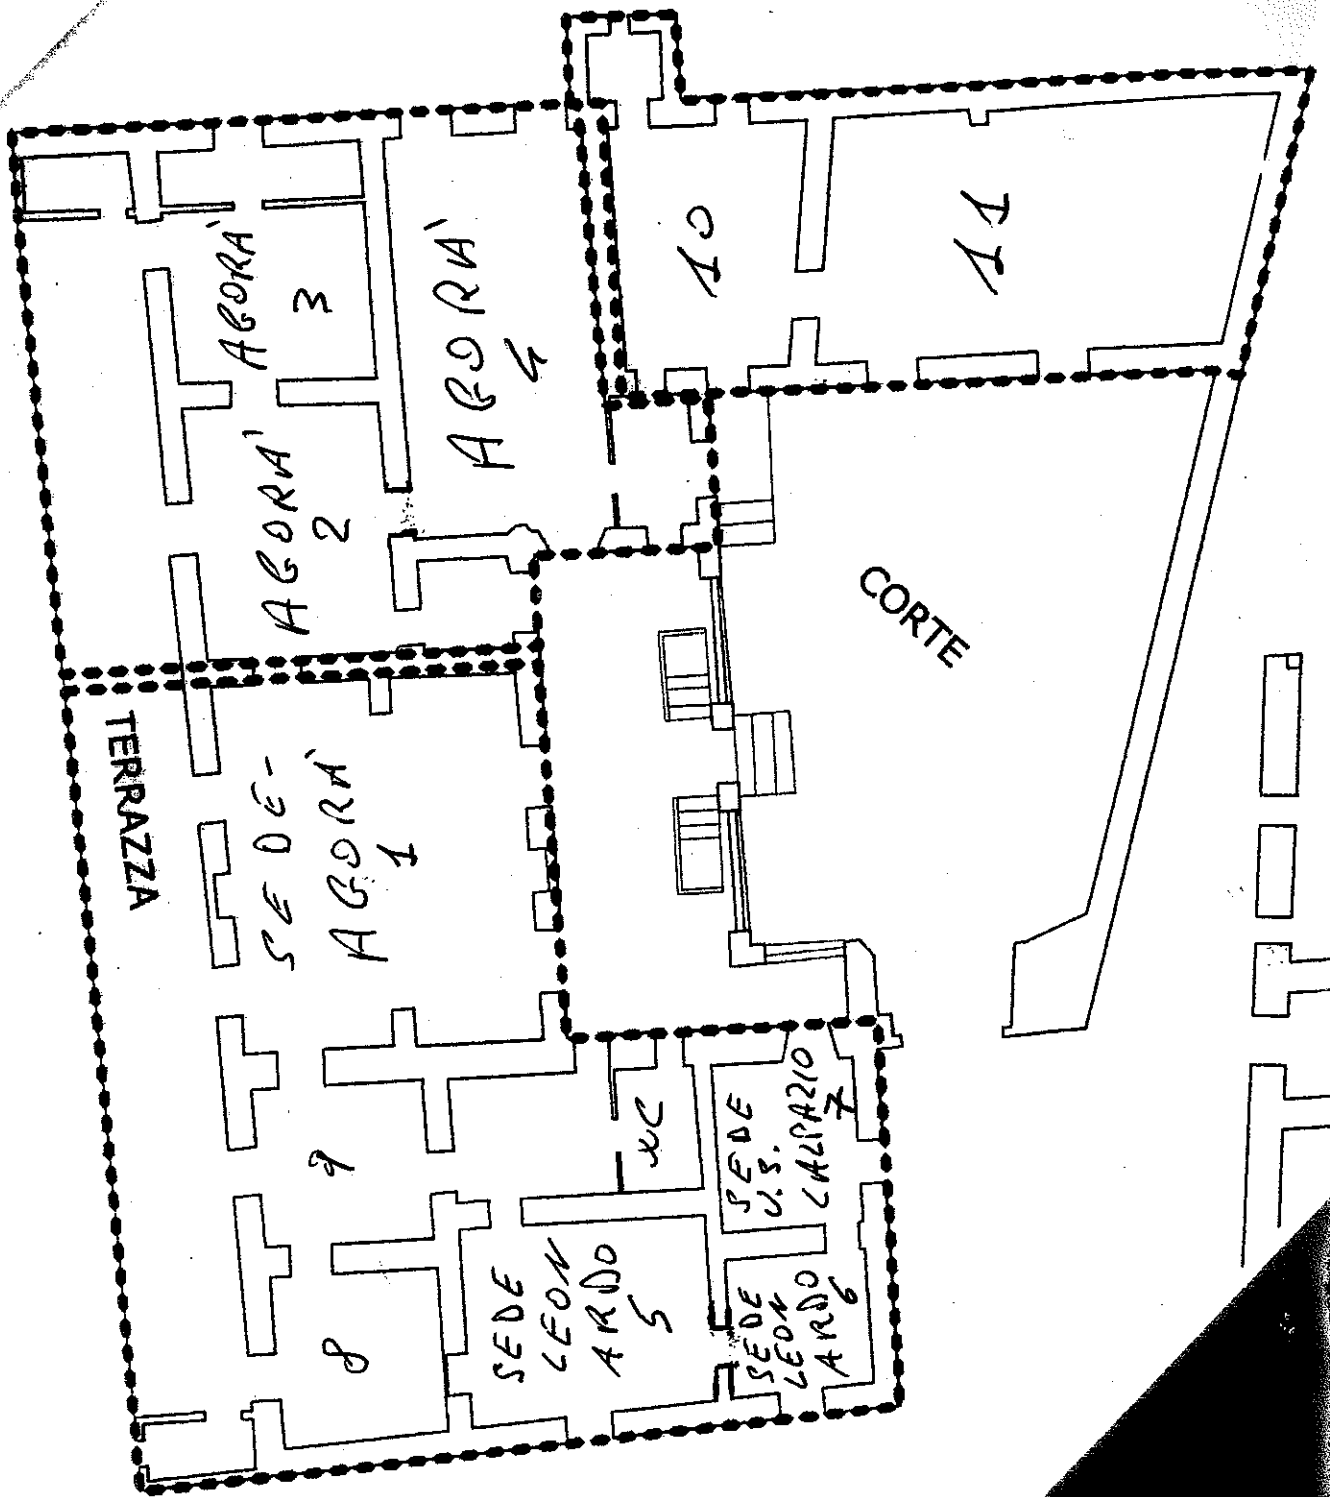 AGORA'
3
AGORA'
2
AGORA'
4
10
11
CORTE
TERRAZZA
SEDE-
AGORA'
1
9
8
WC
SEDE
U.S.
CALPAZIO
7
SEDE
LEON
ARDO
5
SEDE
LEON
ARDO
6